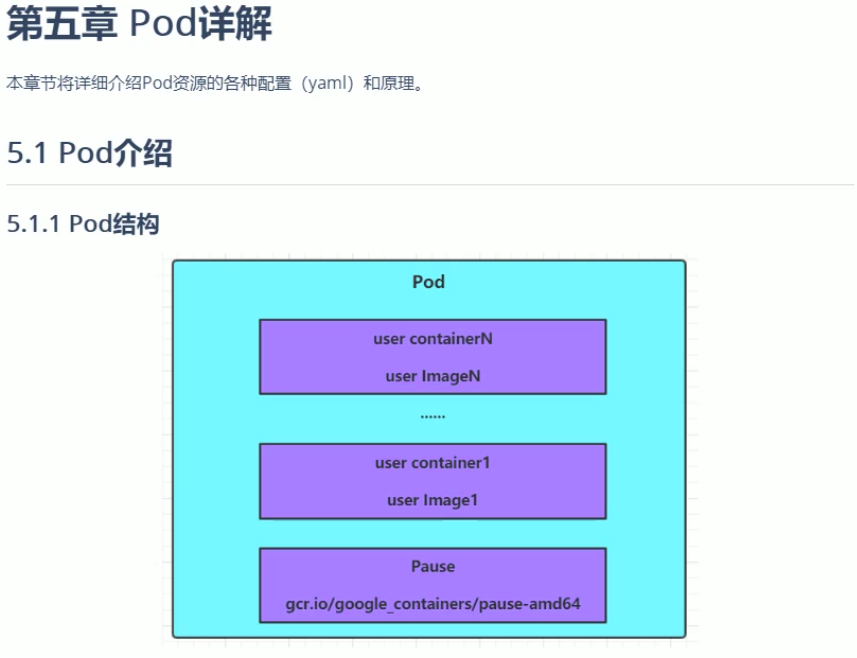 第五章 Pod详解
本章节将详细介绍Pod资源的各种配置（yaml）和原理。
5.1 Pod介绍
5.1.1 Pod结构
Pod
user containerN
user ImageN
······
user container1
user Image1
Pause
gcr.io/google_containers/pause-amd64